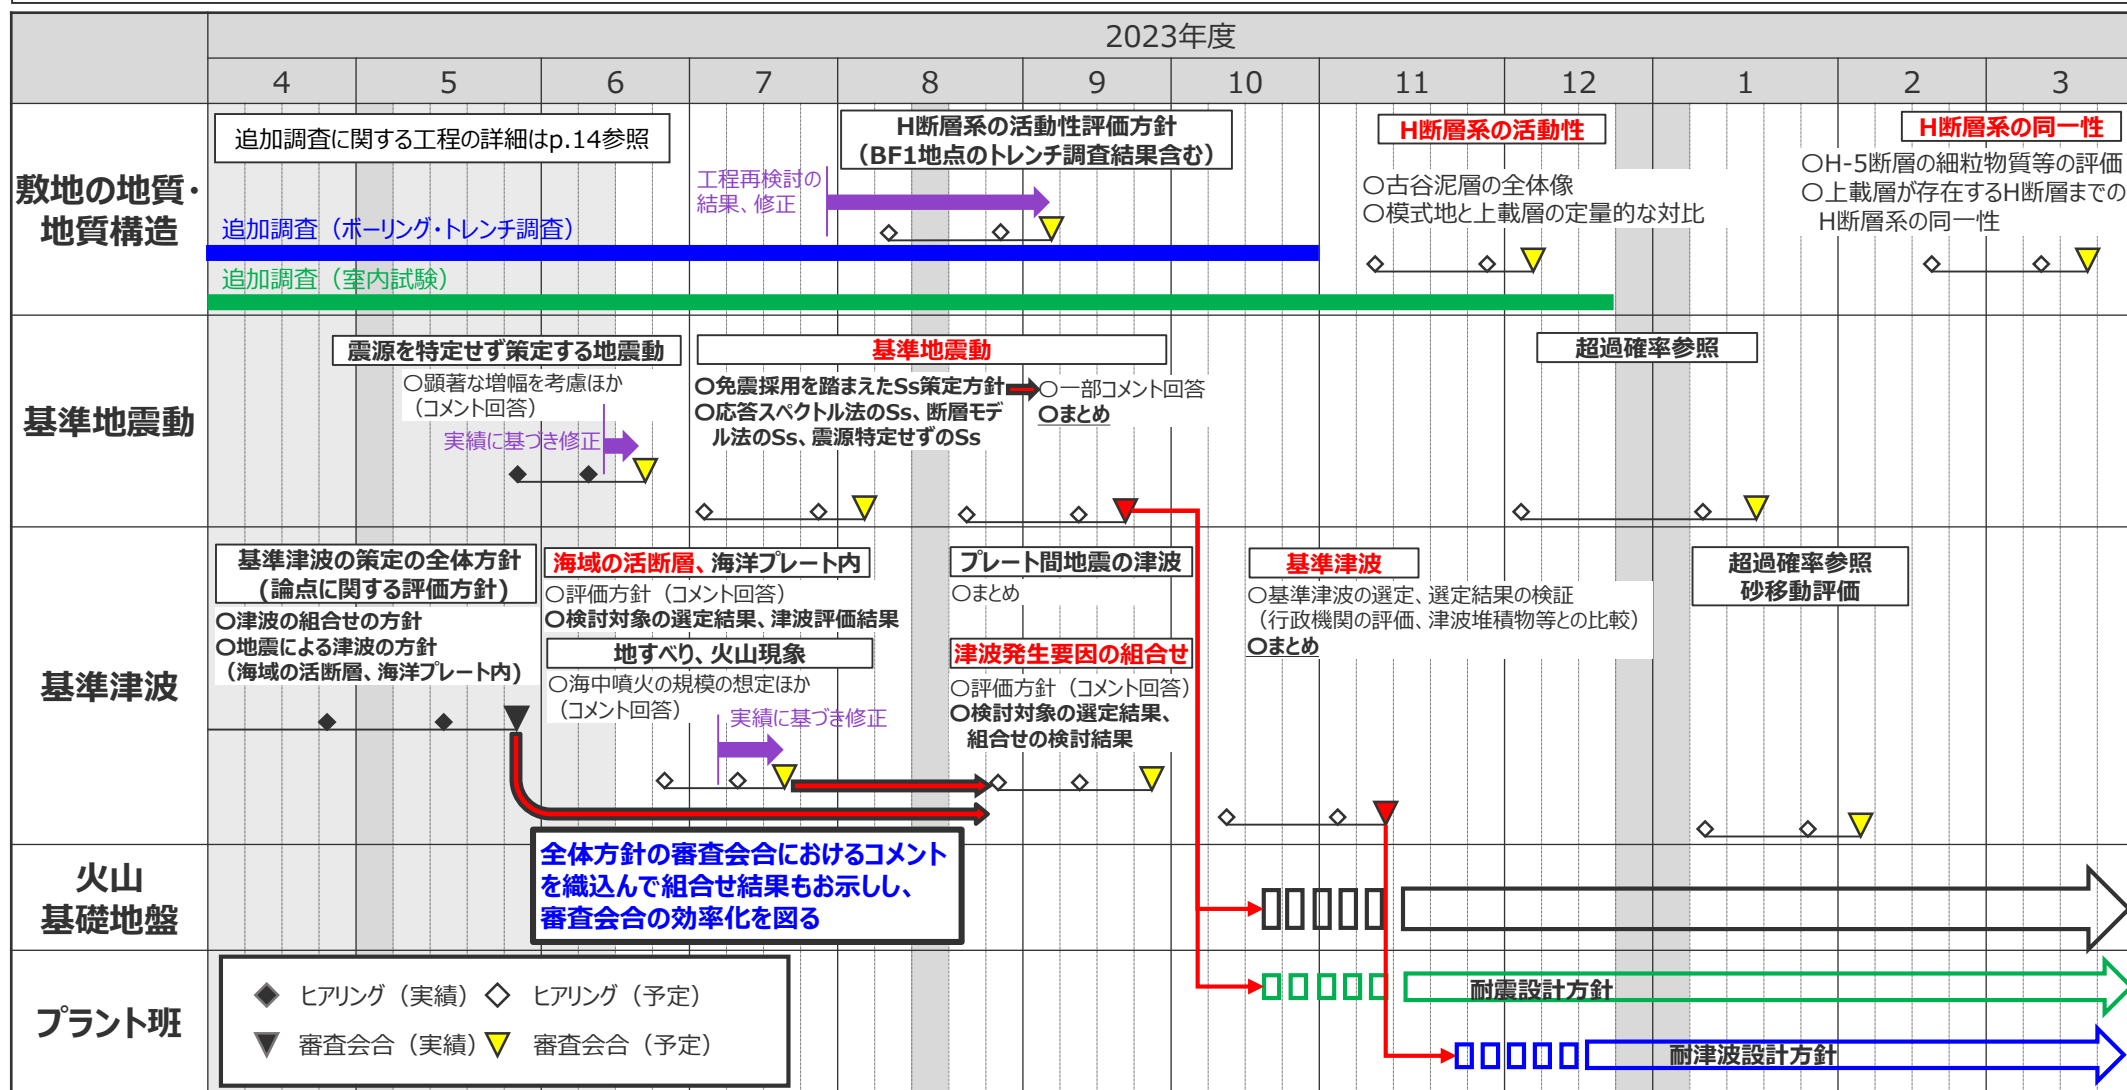 2023年度
4 5 6 7 8 9 10 11 12 1 2 3
敷地の地質・
地質構造
追加調査に関する工程の詳細はp.14参照
H断層系の活動性評価方針
（BF1地点のトレンチ調査結果含む）
工程再検討の
結果、修正
追加調査（ボーリング・トレンチ調査）
追加調査（室内試験）
H断層系の活動性
〇古谷泥層の全体像
〇模式地と上載層の定量的な対比
H断層系の同一性
〇H-5断層の細粒物質等の評価
〇上載層が存在するH断層までの
H断層系の同一性
基準地震動
震源を特定せず策定する地震動
〇顕著な増幅を考慮ほか
（コメント回答）
実績に基づき修正
基準地震動
〇免震採用を踏まえたSs策定方針
〇応答スペクトル法のSs、断層モデ
ル法のSs、震源特定せずのSs
〇一部コメント回答
〇まとめ
超過確率参照
基準津波
基準津波の策定の全体方針
(論点に関する評価方針)
〇津波の組合せの方針
〇地震による津波の方針
（海域の活断層、海洋プレート内)
海域の活断層、海洋プレート内
〇評価方針（コメント回答）
〇検討対象の選定結果、津波評価結果
地すべり、火山現象
〇海中噴火の規模の想定ほか
（コメント回答）
実績に基づき修正
プレート間地震の津波
〇まとめ
津波発生要因の組合せ
〇評価方針（コメント回答）
〇検討対象の選定結果、
組合せの検討結果
基準津波
〇基準津波の選定、選定結果の検証
（行政機関の評価、津波堆積物等との比較）
〇まとめ
超過確率参照
砂移動評価
全体方針の審査会合におけるコメント
を織込んで組合せ結果もお示しし、
審査会合の効率化を図る
火山
基礎地盤
プラント班
ヒアリング（実績） ヒアリング（予定）
審査会合（実績） 審査会合（予定）
耐震設計方針
耐津波設計方針